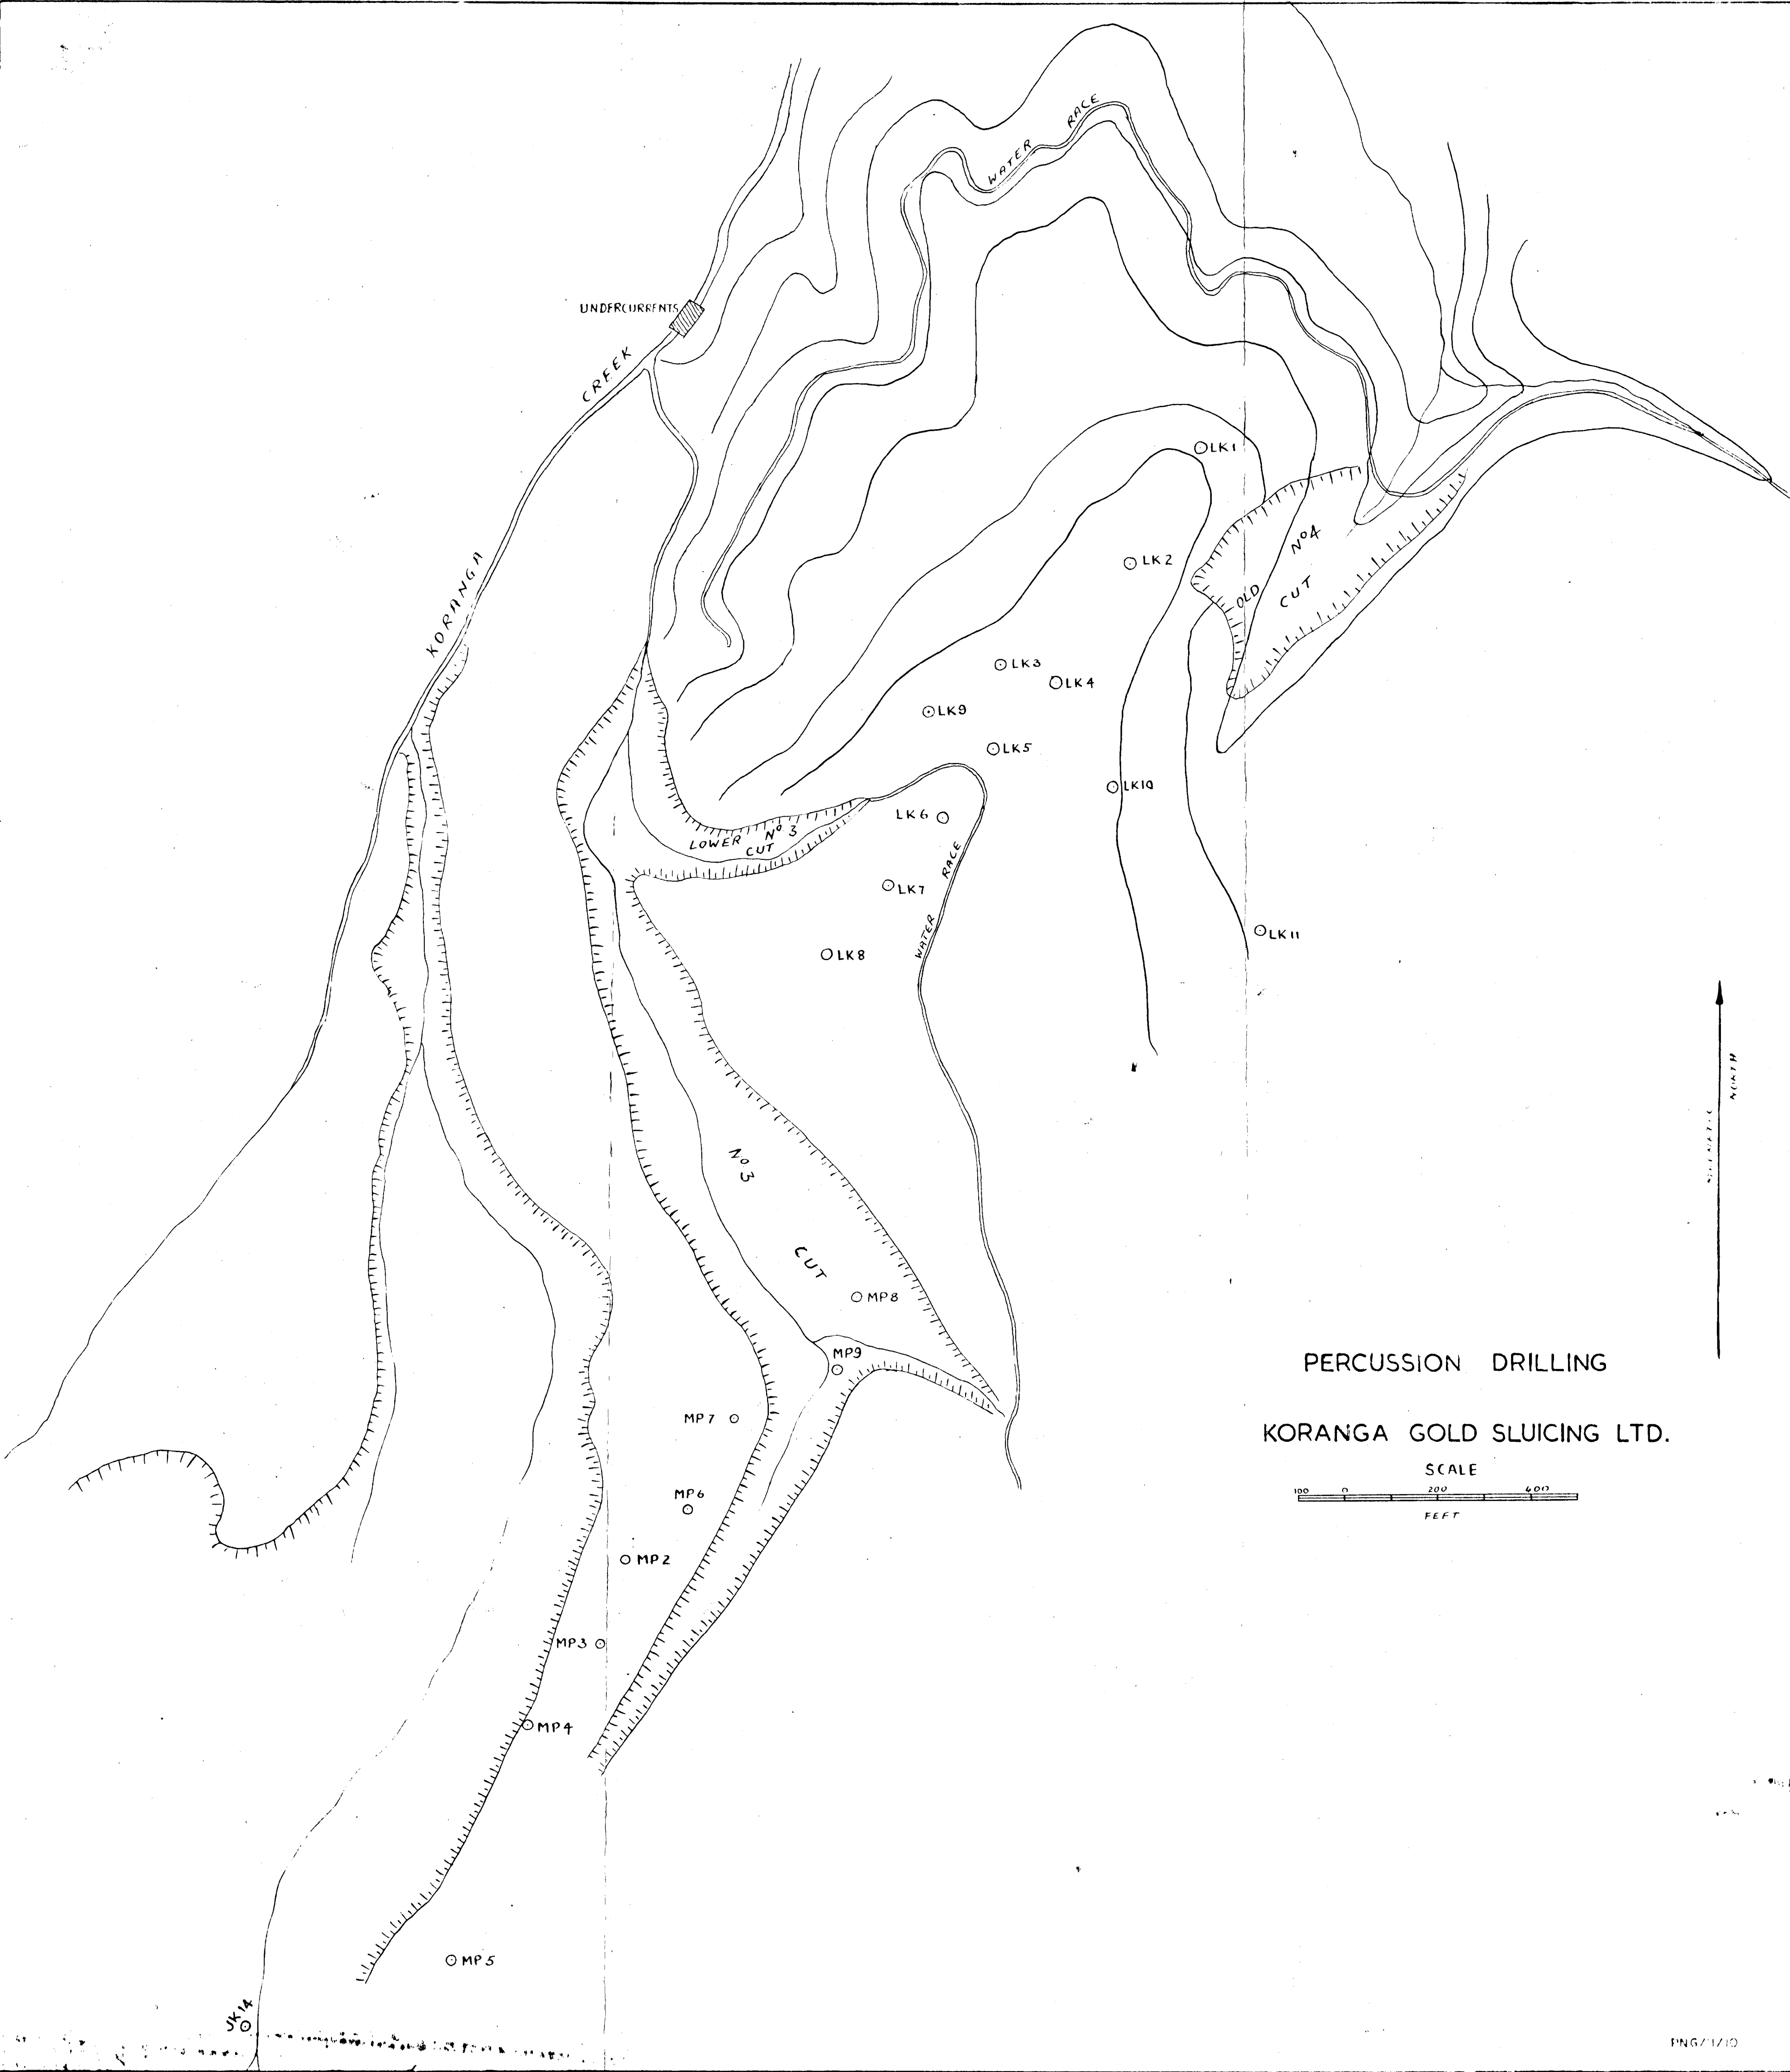 WATER RACE
UNDERCURRENTS
CREEK
KORANGA
LK1
No 4
LK2
OLD
CUT
LK3
LK4
LK9
LK5
LK10
LK6
LOWER No 3
CUT
RACE
LK7
WATER
LK11
LK8
NORTH
No 3
CUT
MP8
MP9
PERCUSSION DRILLING
MP7
KORANGA GOLD SLUICING LTD.
SCALE
100 0 200 400
FEET
MP6
MP2
MP3
MP4
MP5
JK14